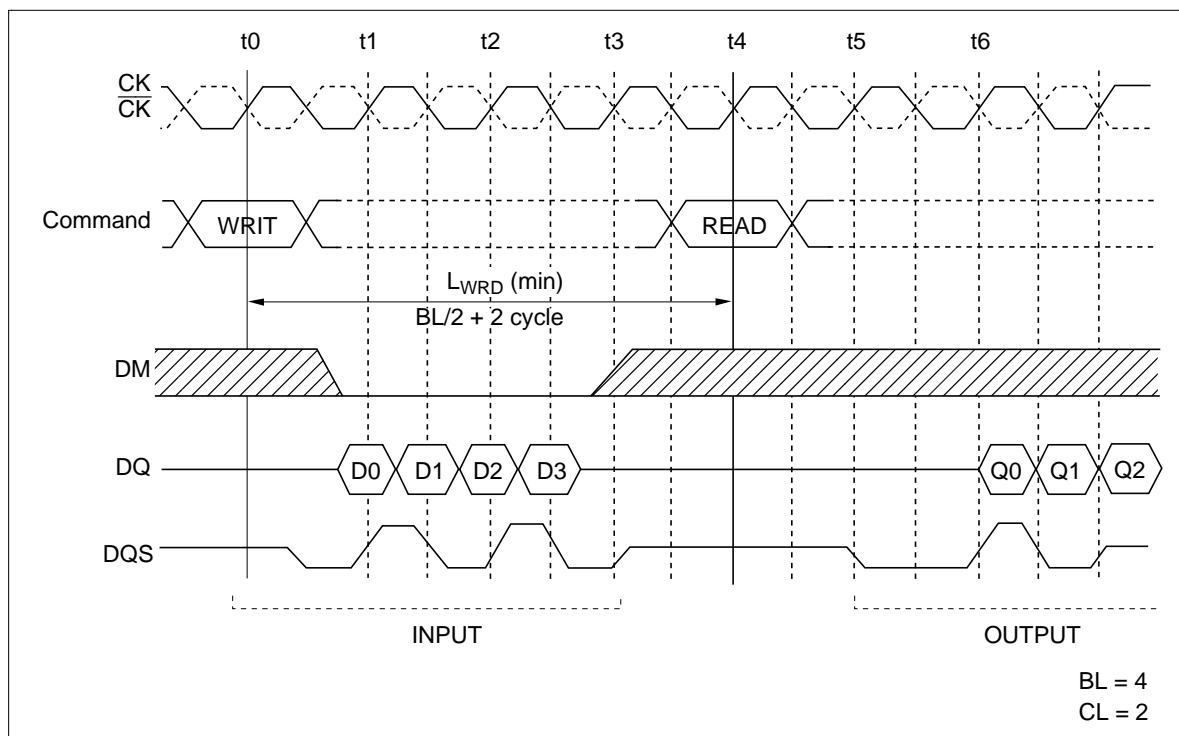 t0 t1 t2 t3 t4 t5 t6
CK
CK
Command WRIT READ
LWRD (min)
BL/2 + 2 cycle
DM
DQ D0 D1 D2 D3 Q0 Q1 Q2
DQS
INPUT OUTPUT
BL = 4
CL = 2